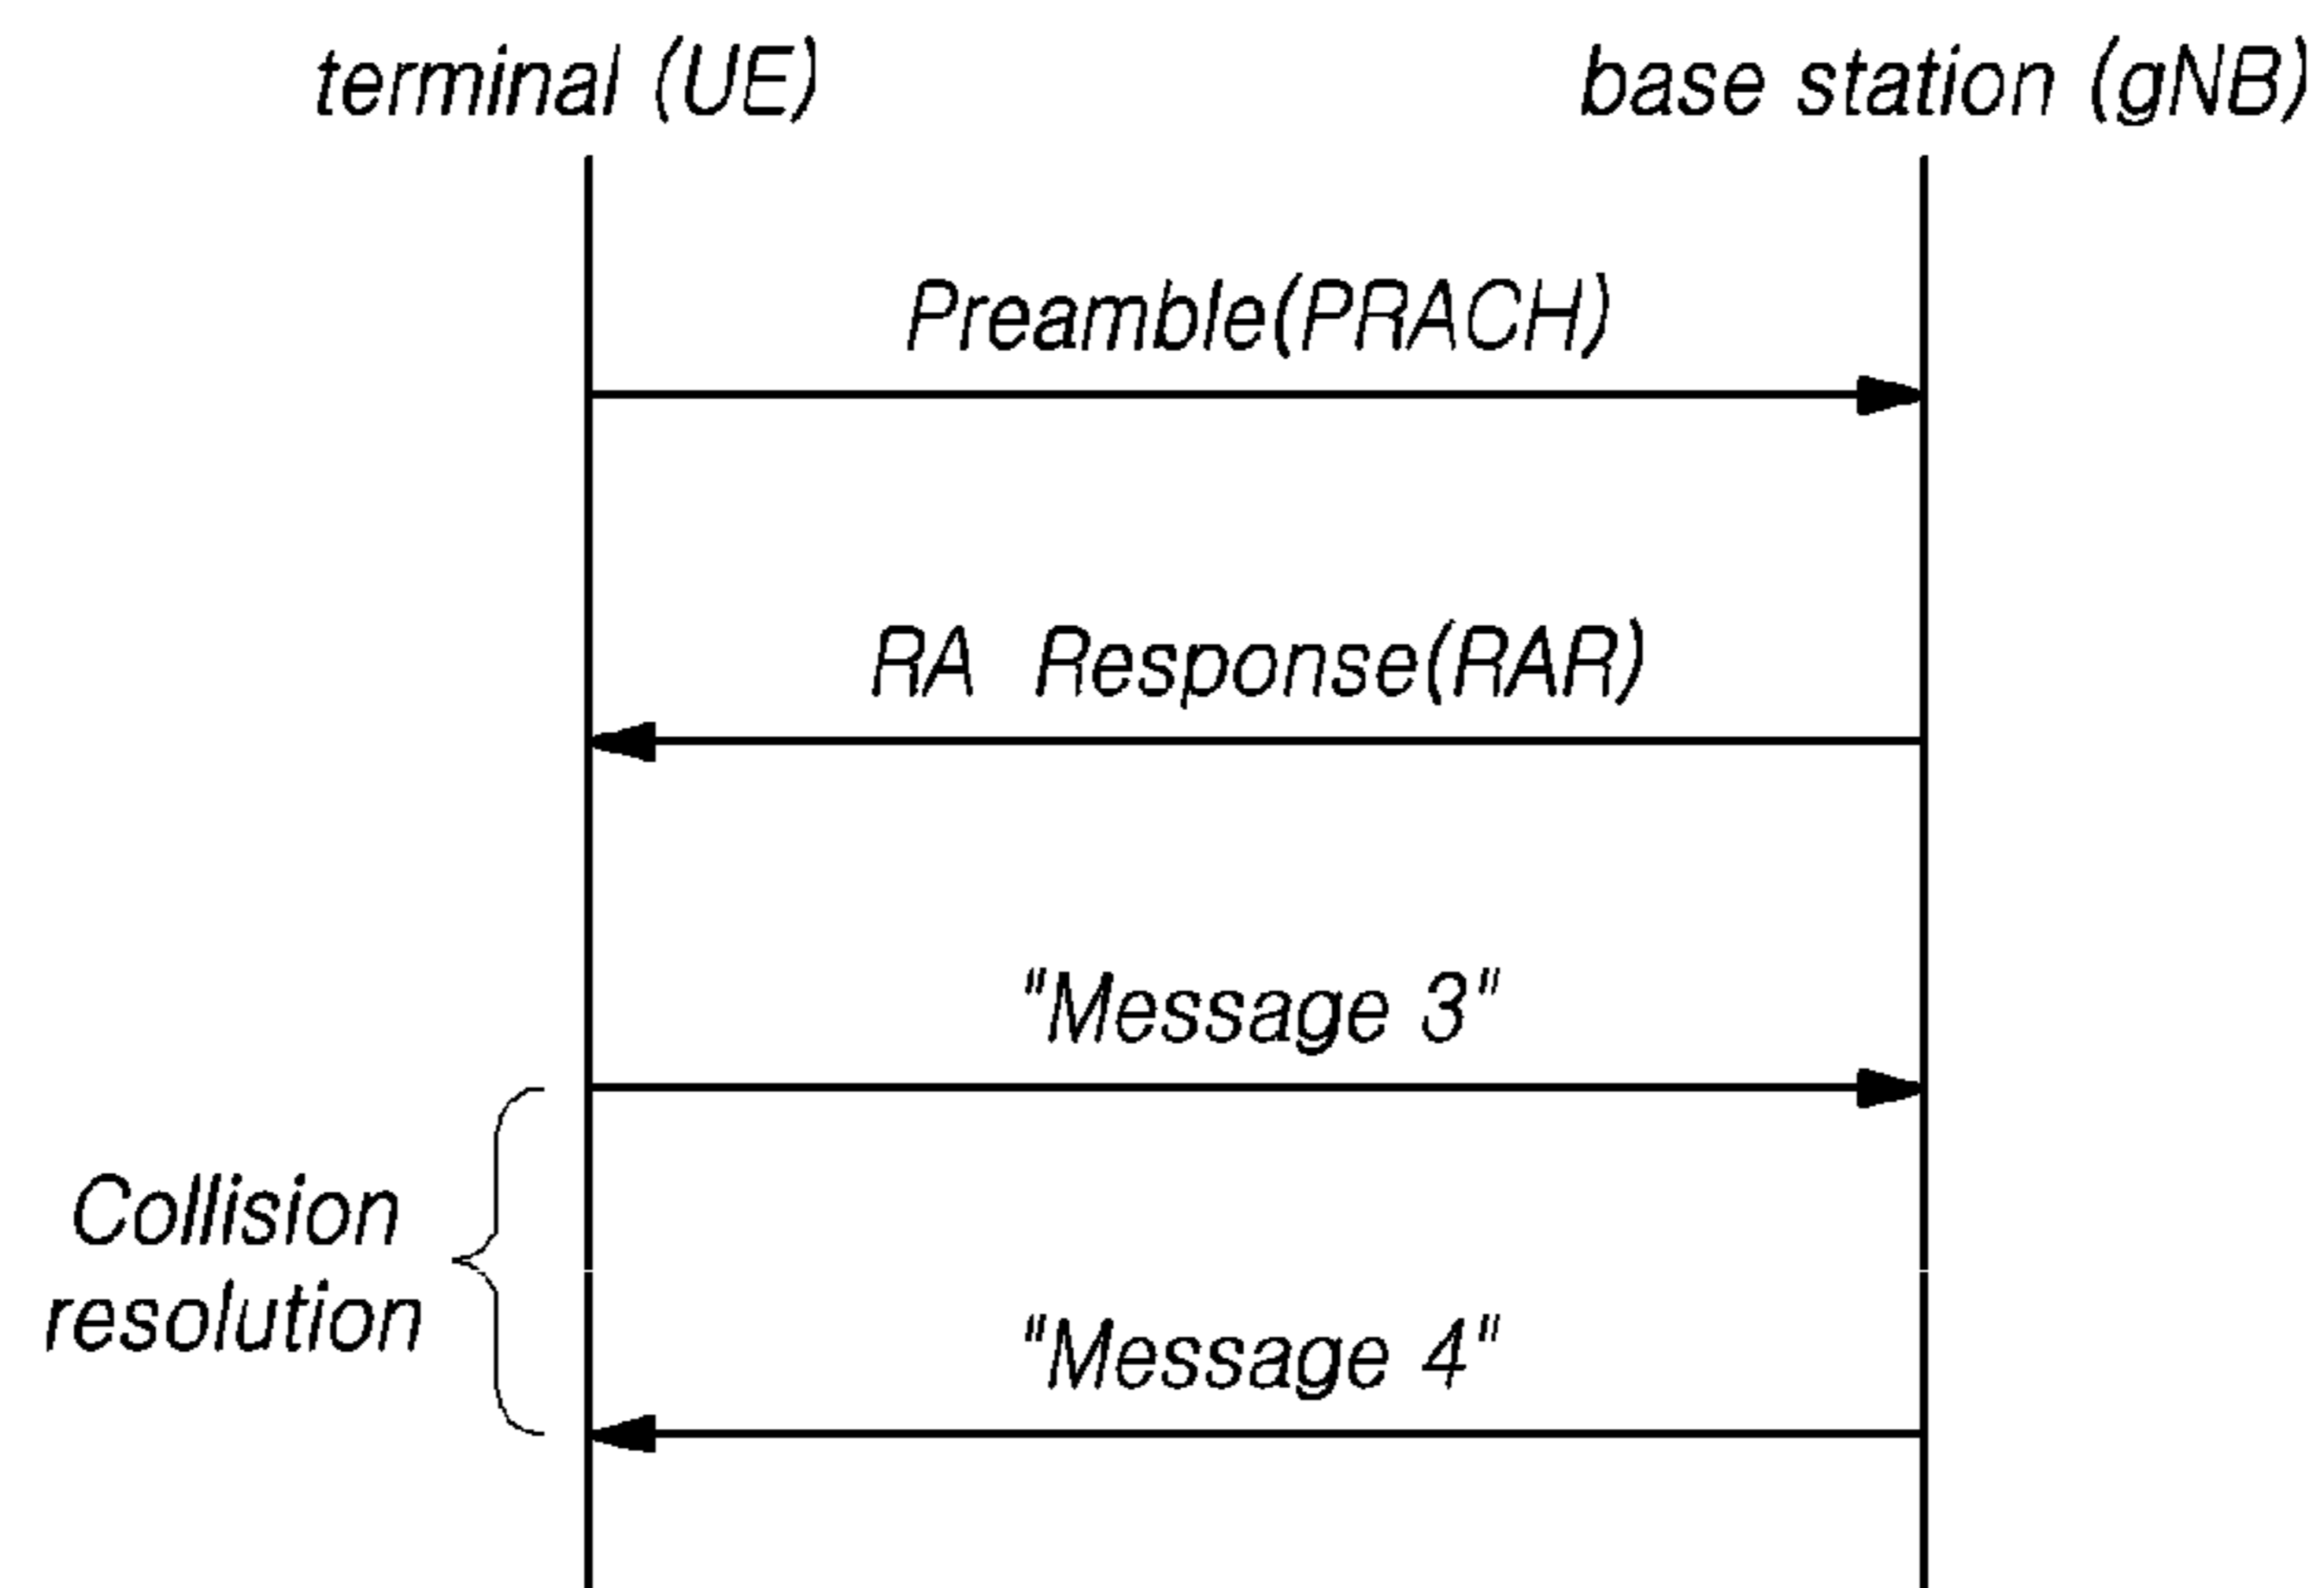 terminal (UE)
base station (gNB)
Preamble(PRACH)
RA Response(RAR)
"Message 3"
Collision
resolution
"Message 4"